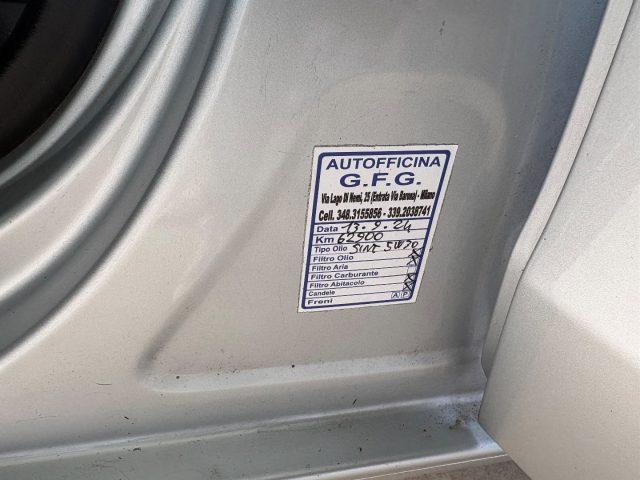 AUTOFFICINA
G.F.G.
Via Lago Di Nemi, 25 (Entrata Via Barona) - Milano
Cell. 348.3155856 - 339.2038741
Data 13.9.24
Km 62900
Tipo Olio SINT 5W30
Filtro Olio X
Filtro Aria
Filtro Carburante X
Filtro Abitacolo X
Candele
Freni A P